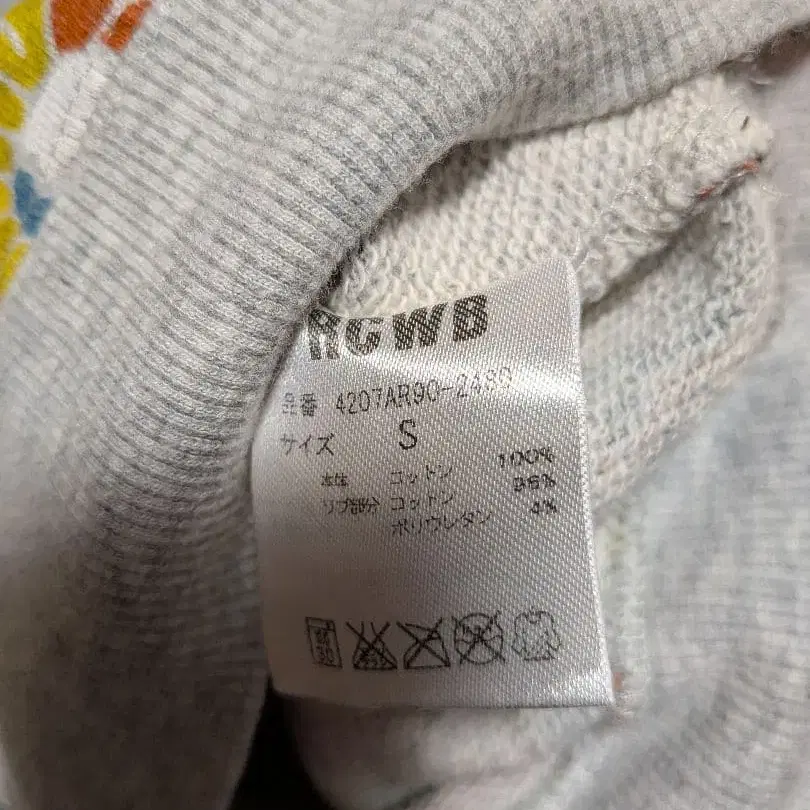 RCWB
品番 4207AR90-2480
サイズ S
本体 コットン 100%
リブ部分 コットン 96%
ポリウレタン 4%